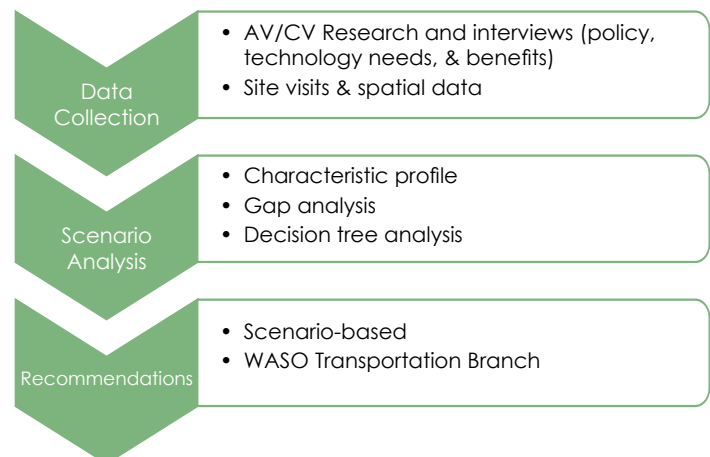 Data
Collection
• AV/CV Research and interviews (policy,
technology needs, & benefits)
• Site visits & spatial data
Scenario
Analysis
• Characteristic profile
• Gap analysis
• Decision tree analysis
Recommendations
• Scenario-based
• WASO Transportation Branch